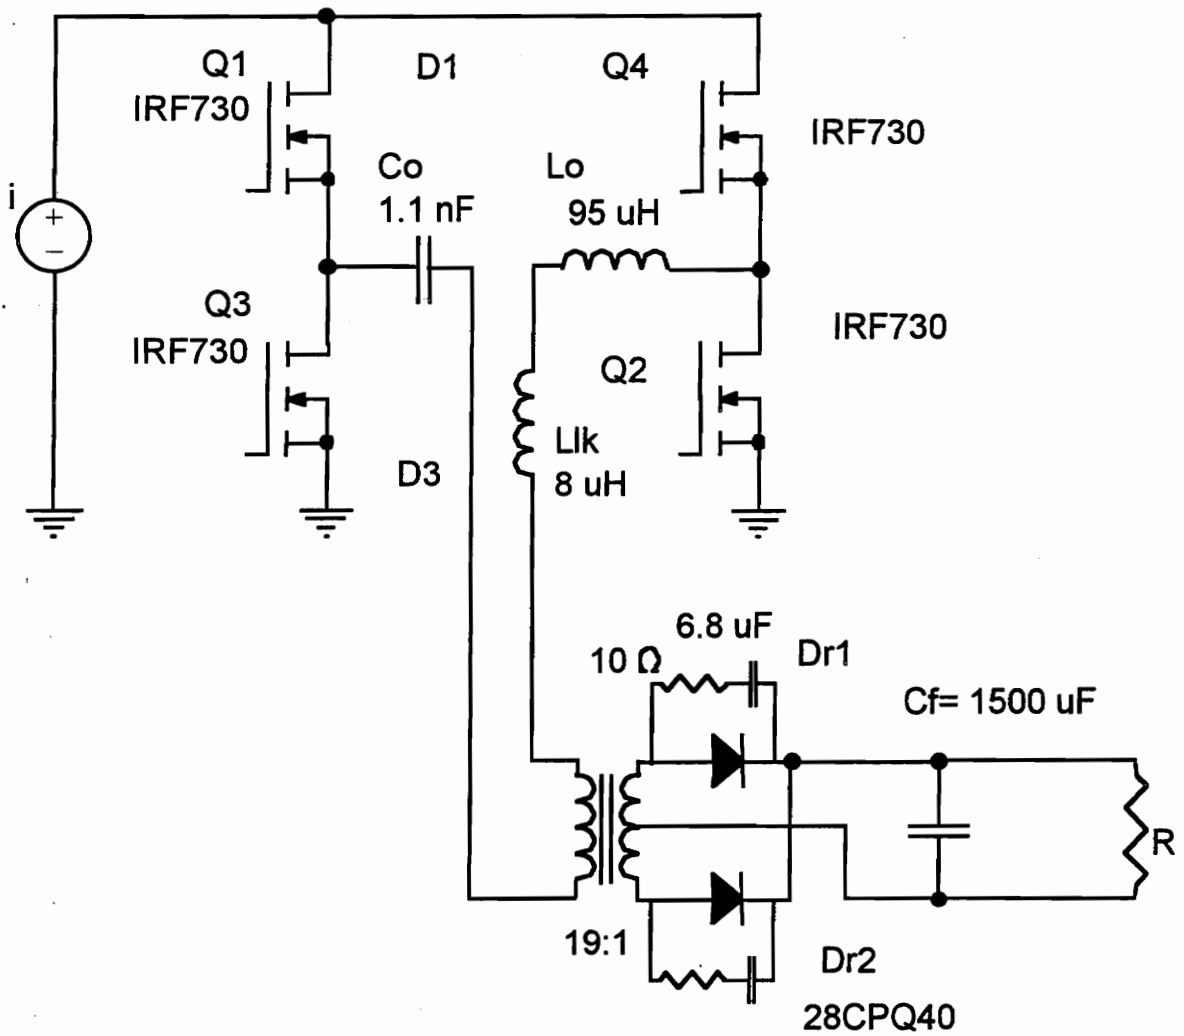 Q1
IRF730
D1
Q4
IRF730
i
+
−
Co
1.1 nF
Lo
95 uH
Q3
IRF730
D3
Q2
IRF730
Llk
8 uH
6.8 uF
10 Ω
Dr1
Cf= 1500 uF
R
19:1
Dr2
28CPQ40